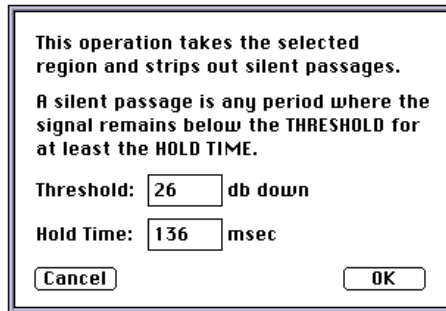 This operation takes the selected
region and strips out silent passages.
A silent passage is any period where the
signal remains below the THRESHOLD for
at least the HOLD TIME.
Threshold: 26 db down
Hold Time: 136 msec
Cancel OK